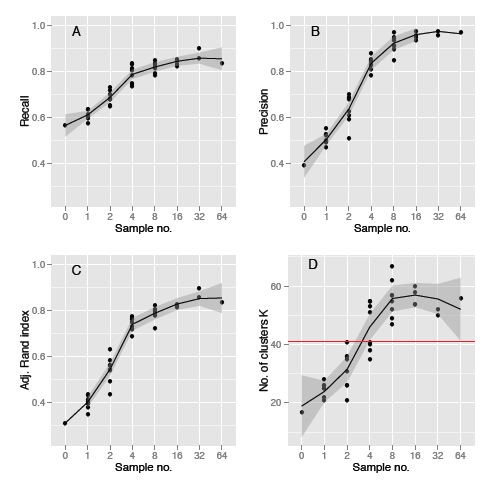 A
1.0
0.8
0.6
0.4
Recall
0 1 2 4 8 16 32 64
Sample no.
B
1.0
0.8
0.6
0.4
Precision
0 1 2 4 8 16 32 64
Sample no.
C
1.0
0.8
0.6
0.4
Adj. Rand index
0 1 2 4 8 16 32 64
Sample no.
D
60
40
20
No. of clusters K
0 1 2 4 8 16 32 64
Sample no.